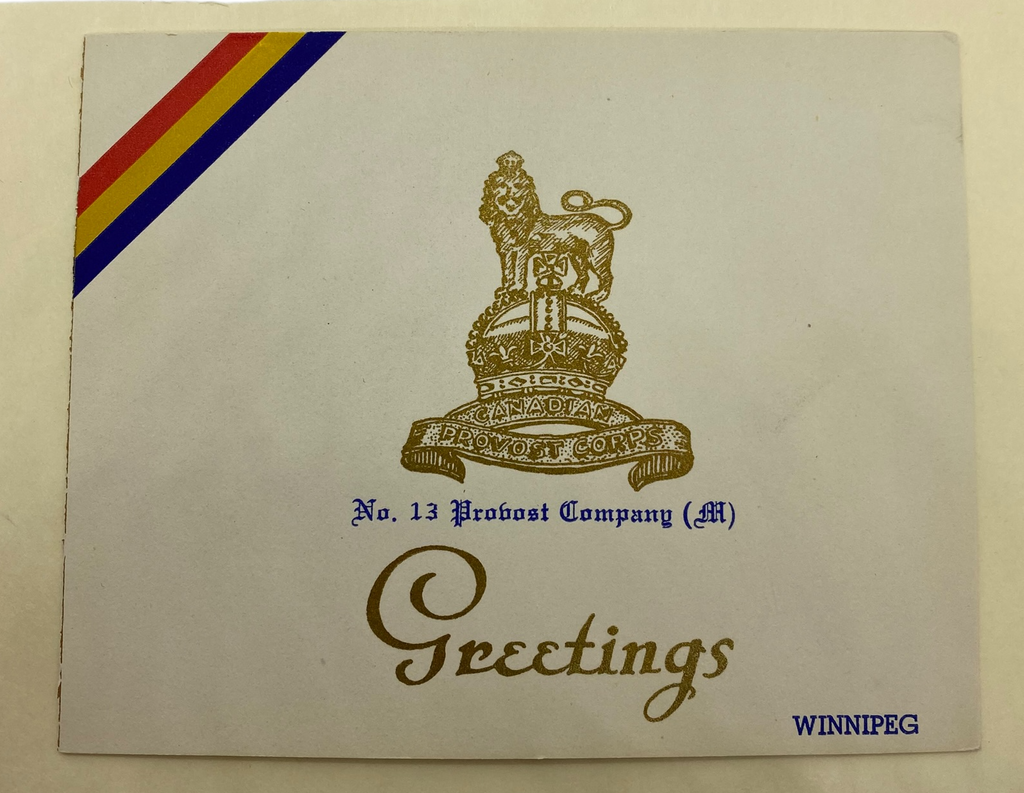 CANADIAN
PROVOST CORPS
No. 13 Provost Company (M)
Greetings
WINNIPEG